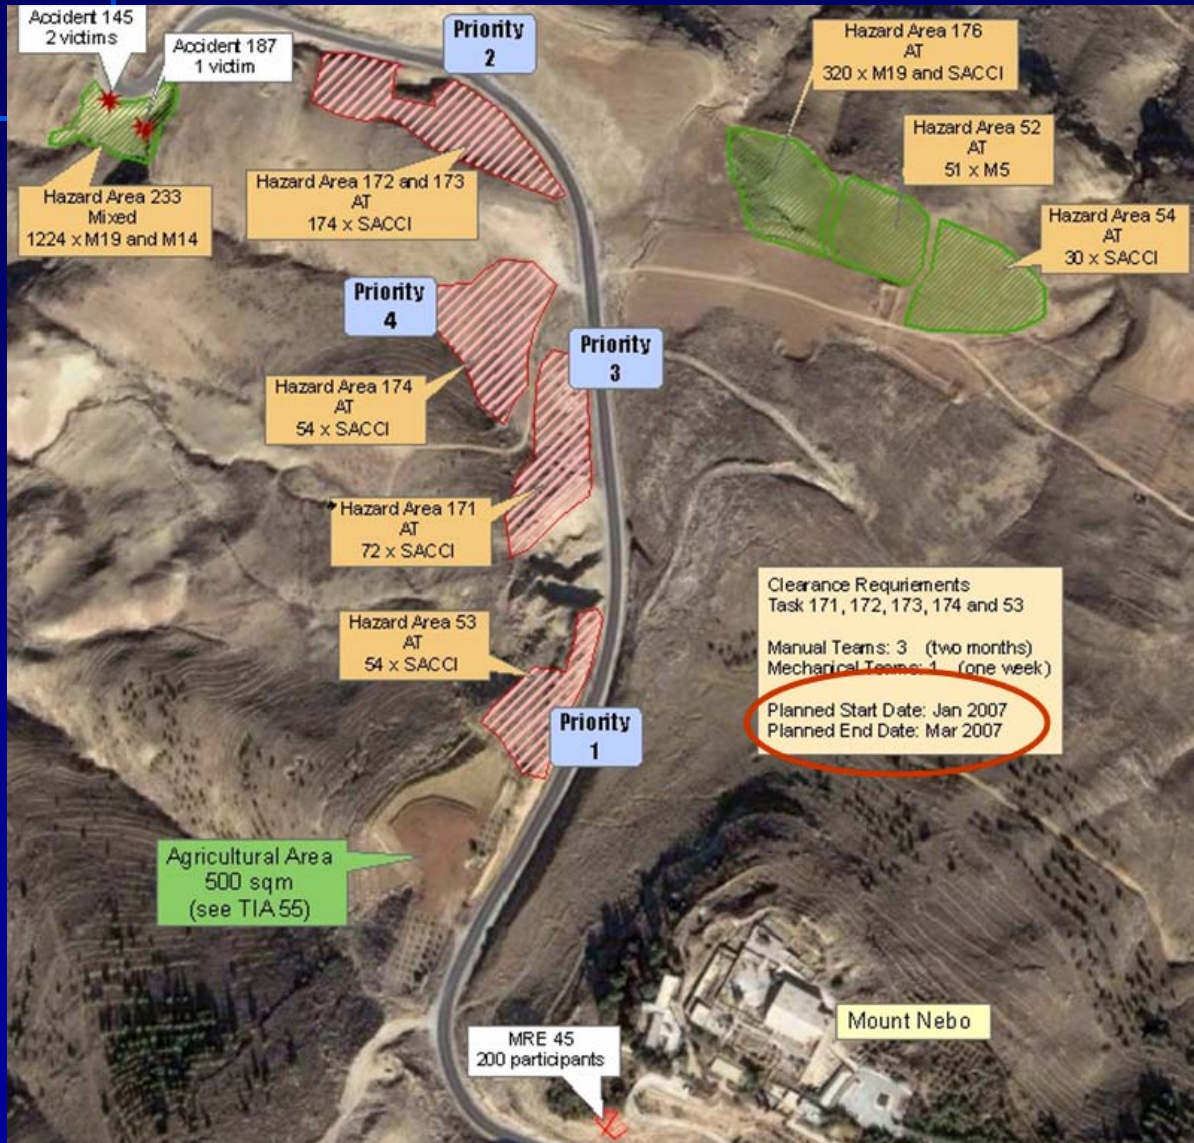 Accident 145
2 victims
Accident 187
1 victim
Priority
2
Hazard Area 176
AT
320 x M19 and SACCI
Hazard Area 52
AT
51 x M5
Hazard Area 233
Mixed
1224 x M19 and M14
Hazard Area 172 and 173
AT
174 x SACCI
Hazard Area 54
AT
30 x SACCI
Priority
4
Priority
3
Hazard Area 174
AT
54 x SACCI
Hazard Area 171
AT
72 x SACCI
Hazard Area 53
AT
54 x SACCI
Clearance Requriements
Task 171, 172, 173, 174 and 53
Manual Teams: 3 (two months)
Mechanical Teams: 1 (one week)
Planned Start Date: Jan 2007
Planned End Date: Mar 2007
Priority
1
Agricultural Area
500 sqm
(see TIA 55)
Mount Nebo
MRE 45
200 participants